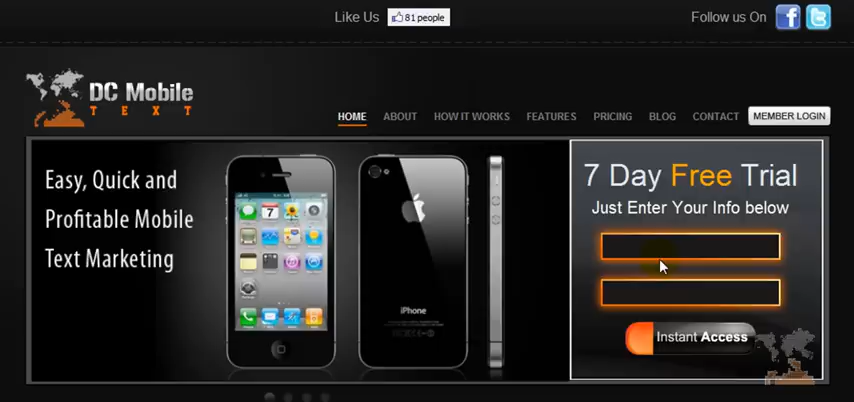 Like Us
81 people
Follow us On
DC Mobile
TEXT
HOME ABOUT HOW IT WORKS FEATURES PRICING BLOG CONTACT MEMBER LOGIN
Easy, Quick and
Profitable Mobile
Text Marketing
7
iPhone
7 Day Free Trial
Just Enter Your Info below
Instant Access